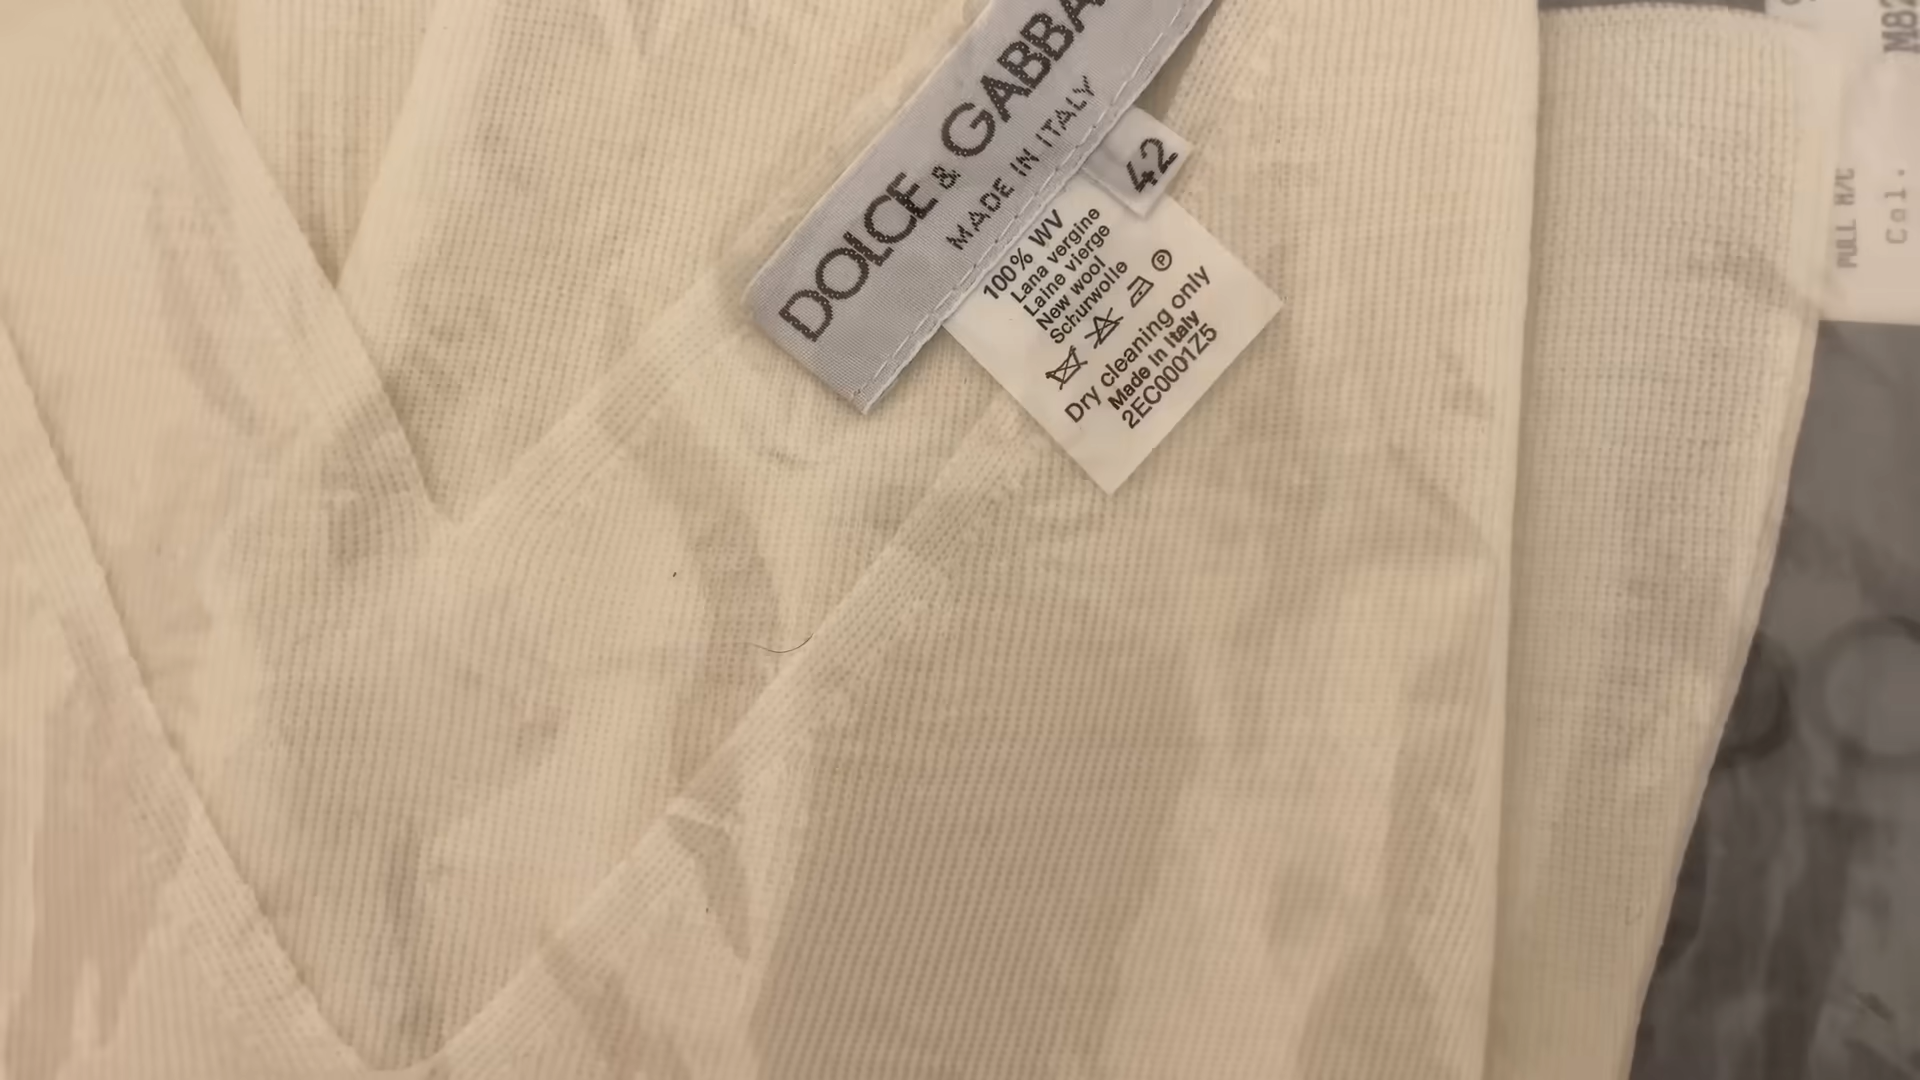 DOLCE & GABBA
MADE IN ITALY
42
100% WV
Lana vergine
Laine vierge
New wool
Schurwolle
Dry cleaning only
Made In Italy
2EC0001Z5
PULL M/C
Col.
M82